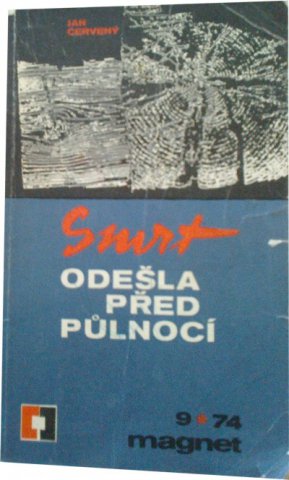 JAN
ČERVENÝ
Smrt
ODEŠLA
PŘED
PŮLNOCÍ
9 * 74
magnet